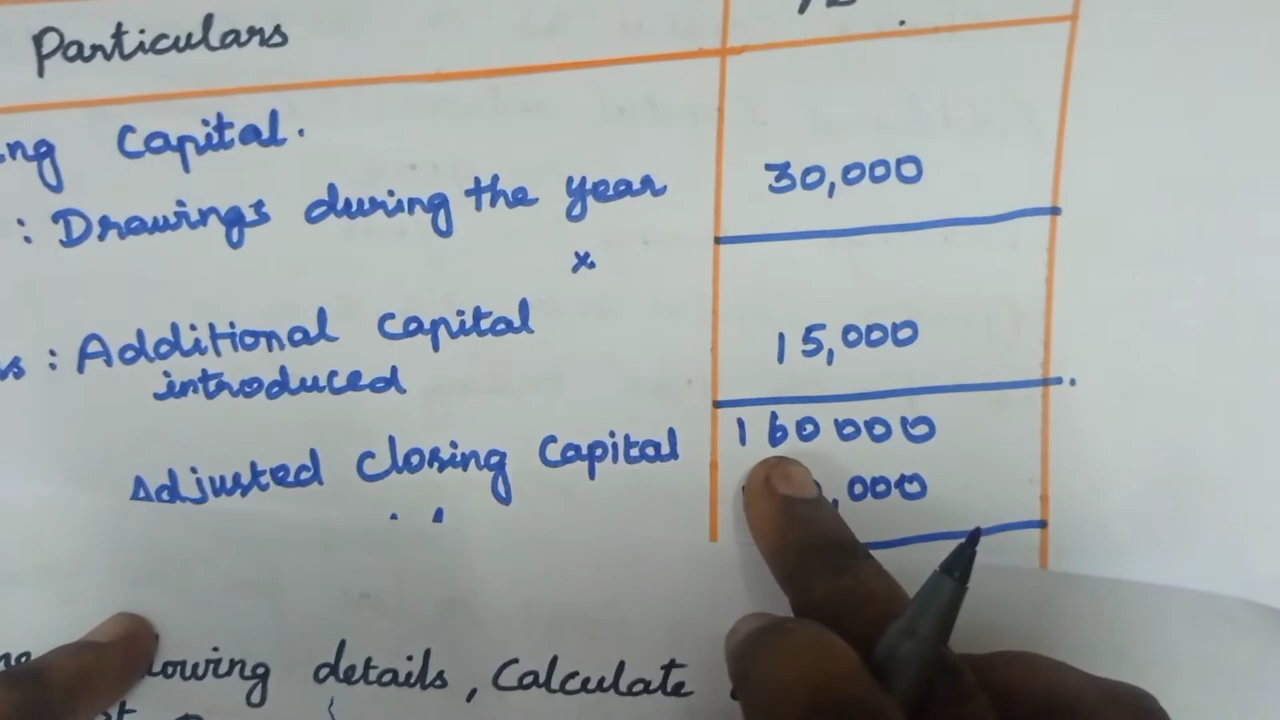 Particulars
ng Capital.
: Drawings during the year 30,000
x
s : Additional capital 15,000
introduced
Adjusted closing Capital 160000
,000
lowing details, Calculate